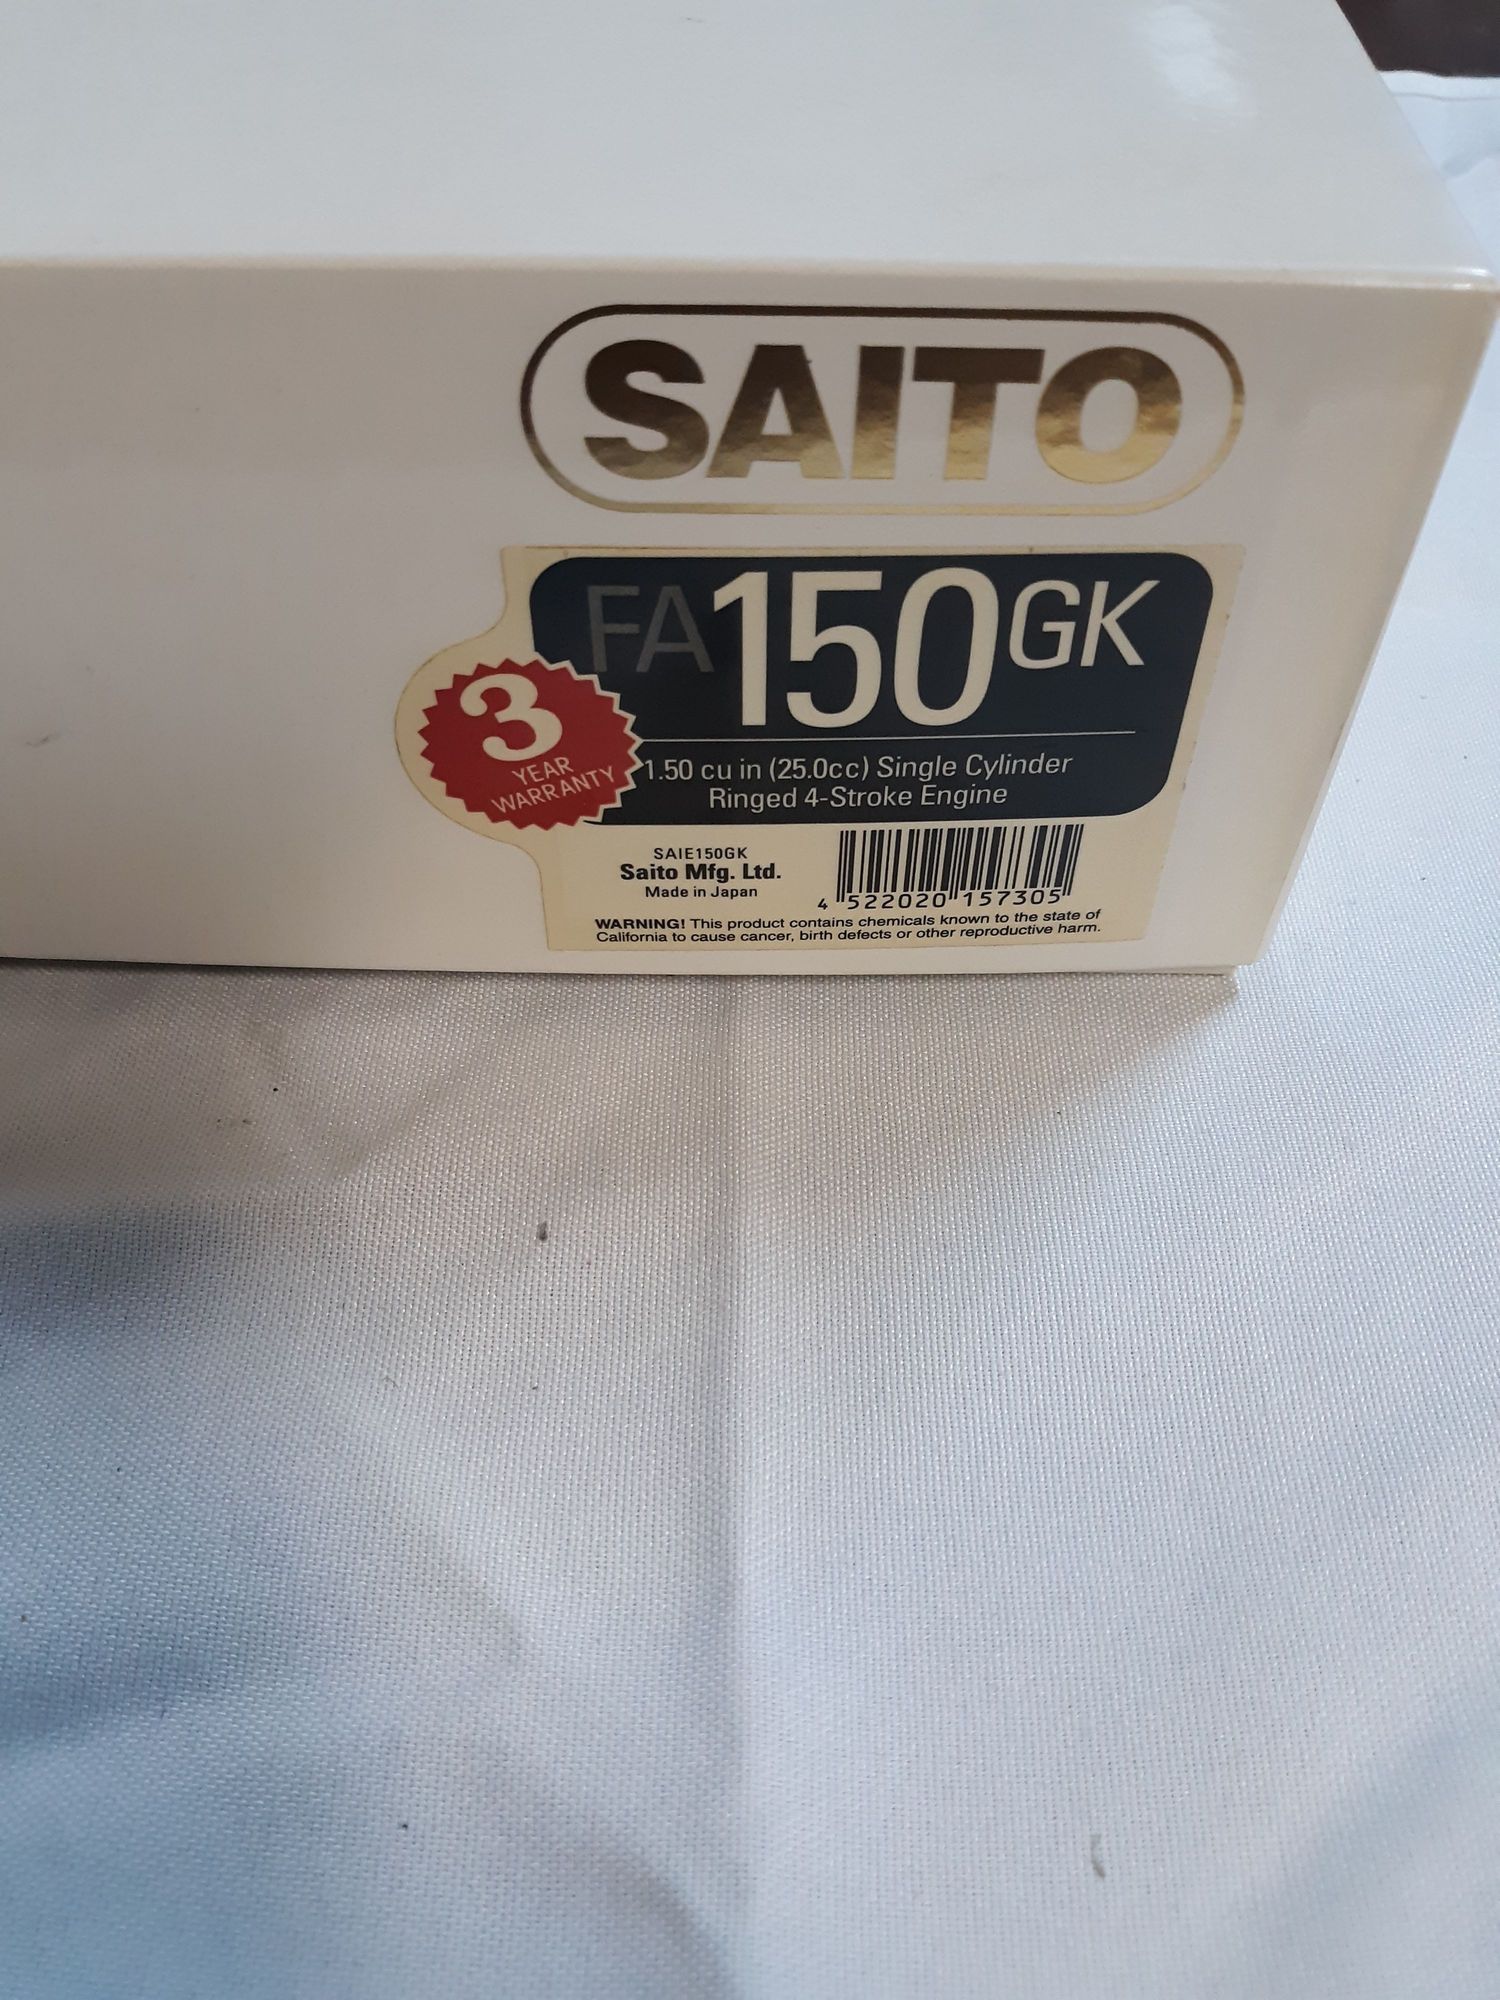 SAITO
FA150GK
3
YEAR
WARRANTY
1.50 cu in (25.0cc) Single Cylinder
Ringed 4-Stroke Engine
SAIE150GK
Saito Mfg. Ltd.
Made in Japan
4 522020 157305
WARNING! This product contains chemicals known to the state of
California to cause cancer, birth defects or other reproductive harm.